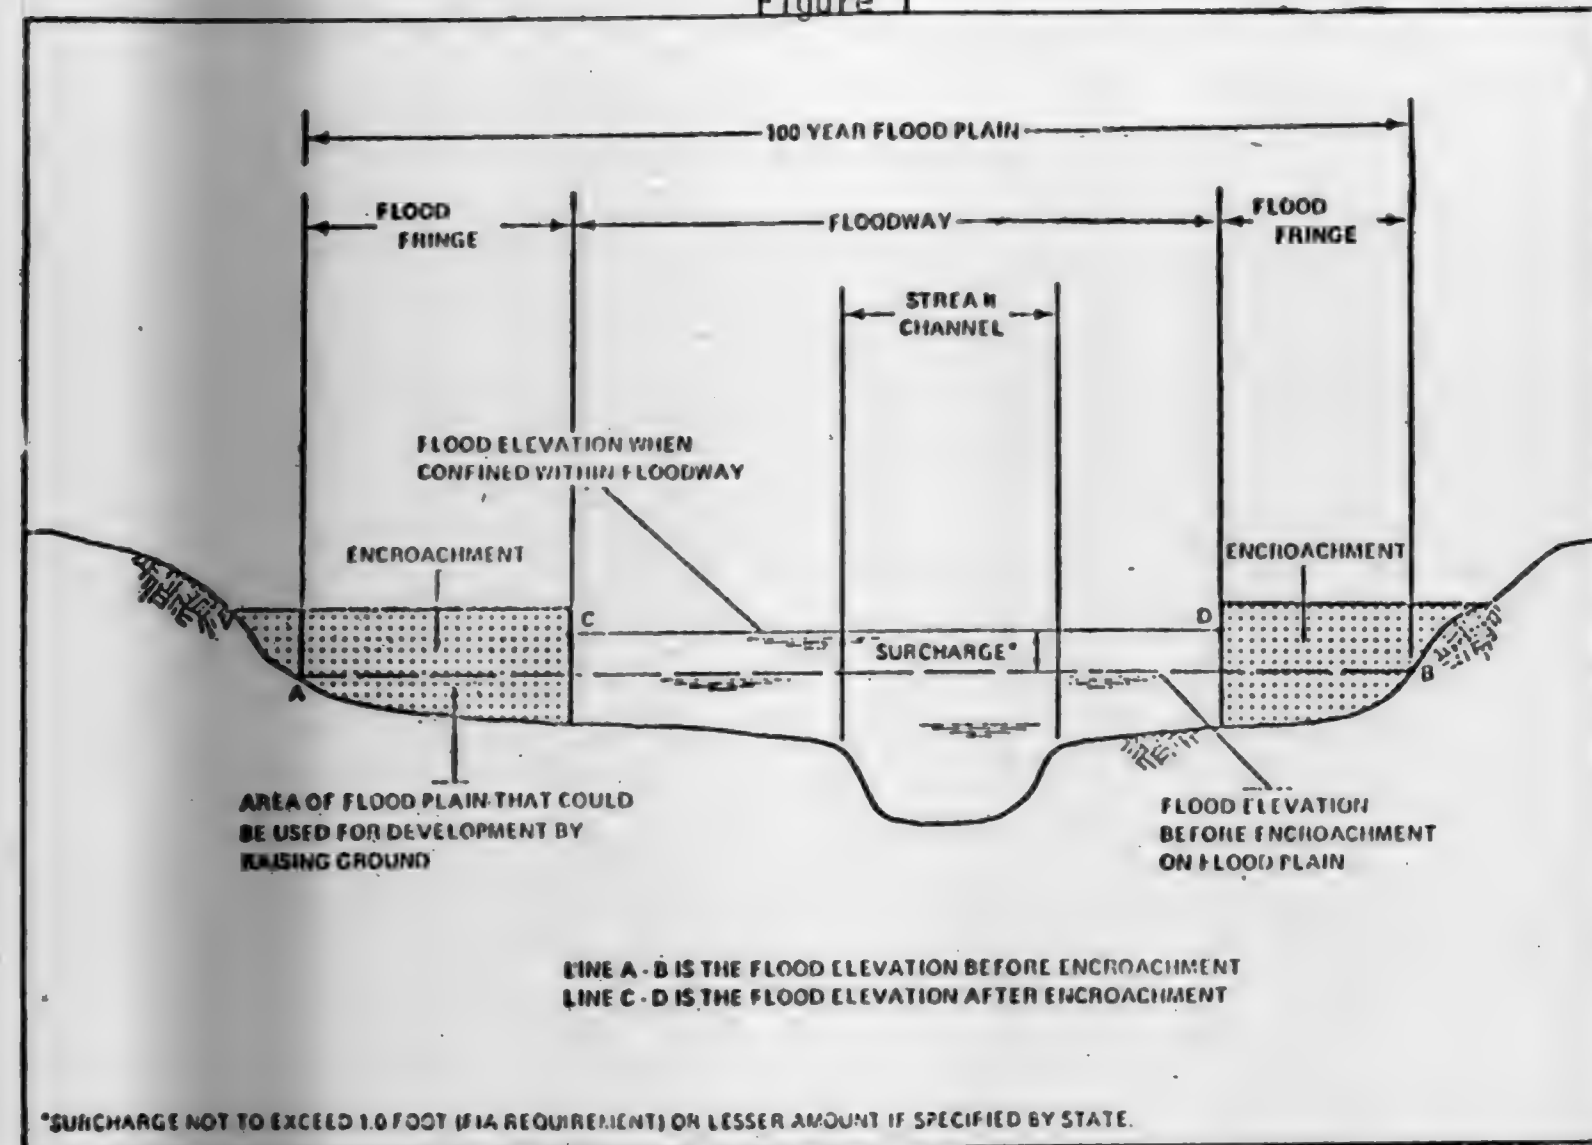 Figure 1
100 YEAR FLOOD PLAIN
FLOOD
FRINGE
FLOODWAY
FLOOD
FRINGE
STREAM
CHANNEL
FLOOD ELEVATION WHEN
CONFINED WITHIN FLOODWAY
ENCROACHMENT
ENCROACHMENT
C
D
SURCHARGE*
A
B
AREA OF FLOOD PLAIN THAT COULD
BE USED FOR DEVELOPMENT BY
RAISING GROUND
FLOOD ELEVATION
BEFORE ENCROACHMENT
ON FLOOD PLAIN
LINE A - B IS THE FLOOD ELEVATION BEFORE ENCROACHMENT
LINE C - D IS THE FLOOD ELEVATION AFTER ENCROACHMENT
*SURCHARGE NOT TO EXCEED 1.0 FOOT (FIA REQUIREMENT) OR LESSER AMOUNT IF SPECIFIED BY STATE.